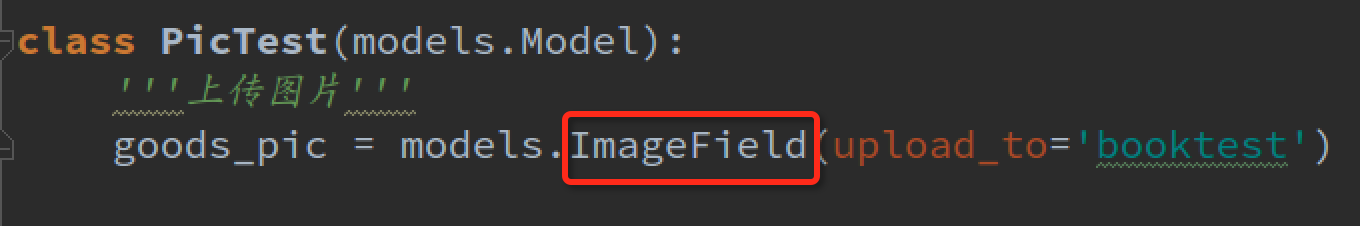 class PicTest(models.Model):
'''上传图片'''
goods_pic = models.ImageField(upload_to='booktest')